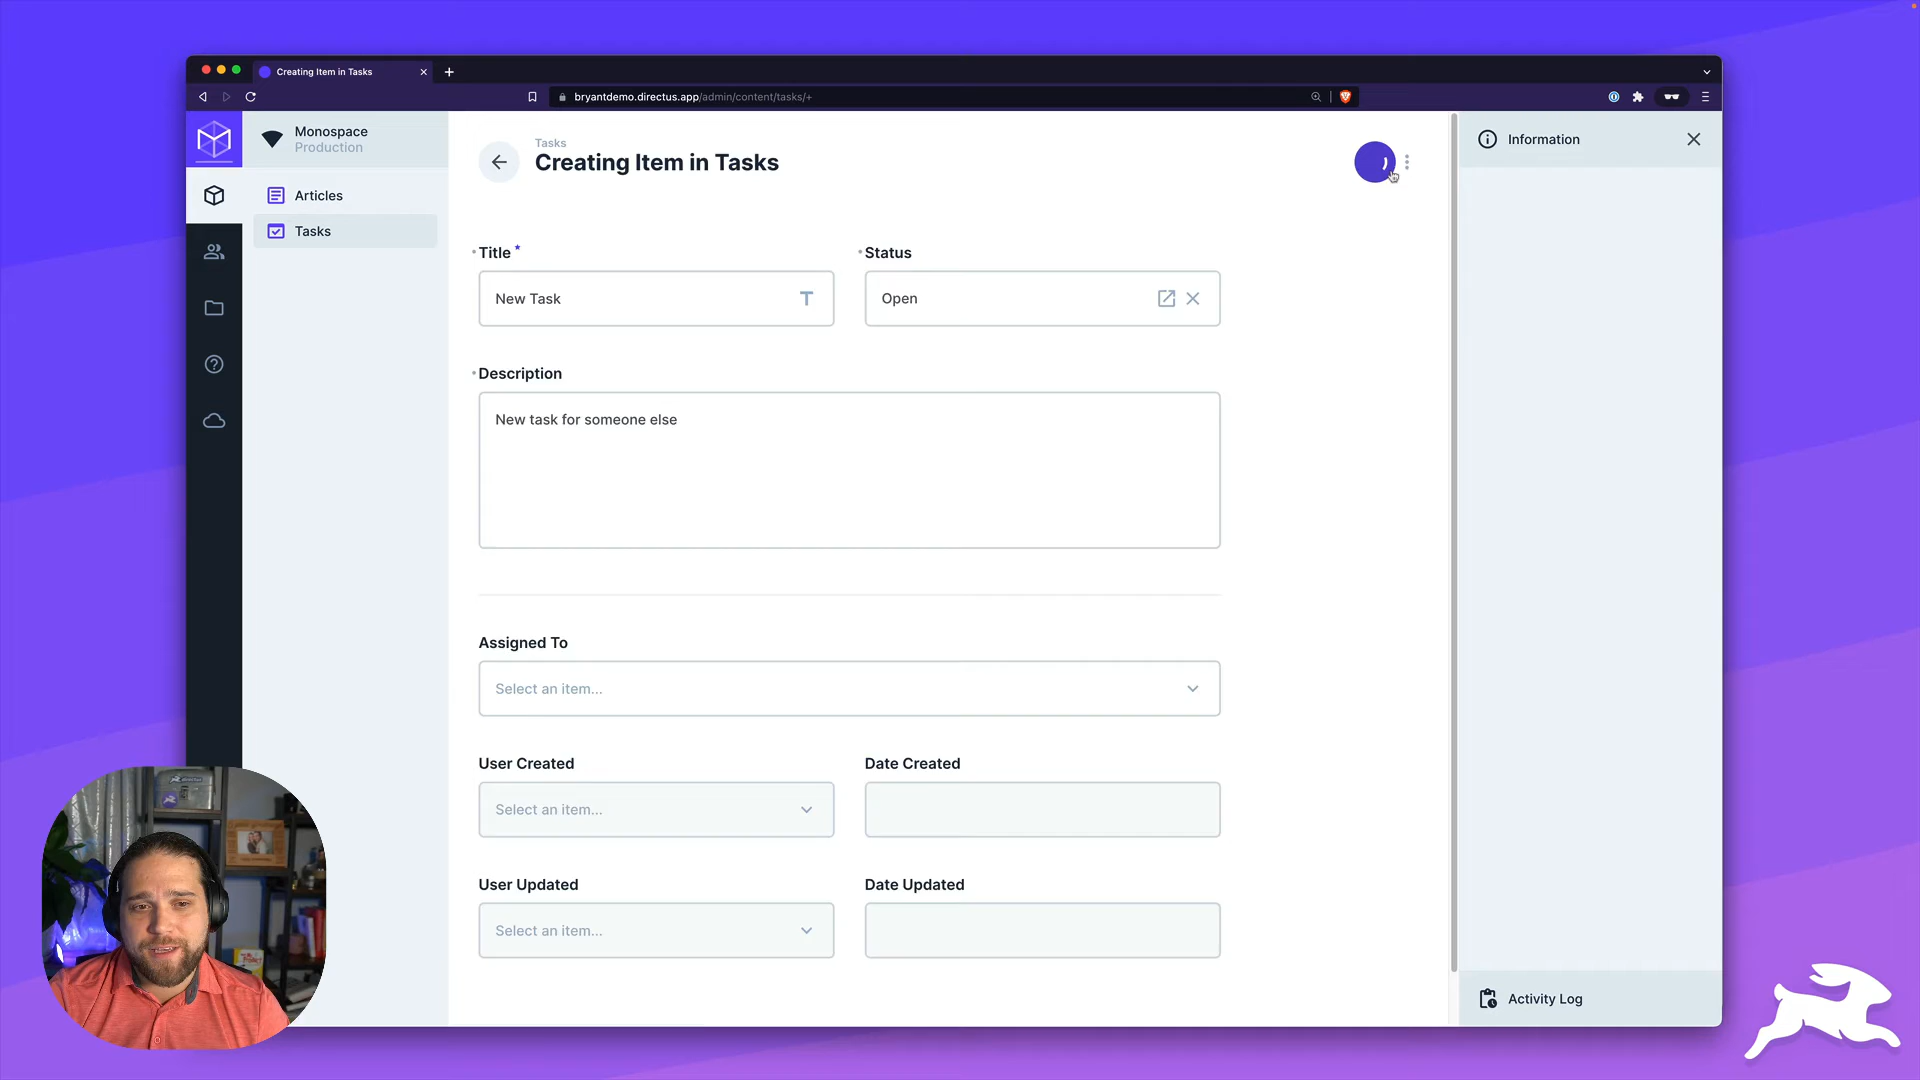 Creating Item in Tasks
bryantdemo.directus.app/admin/content/tasks/+
Monospace
Production
Articles
Tasks
Tasks
Creating Item in Tasks
Title *
New Task
Status
Open
Description
New task for someone else
Assigned To
Select an item...
User Created
Select an item...
Date Created
User Updated
Select an item...
Date Updated
Information
Activity Log